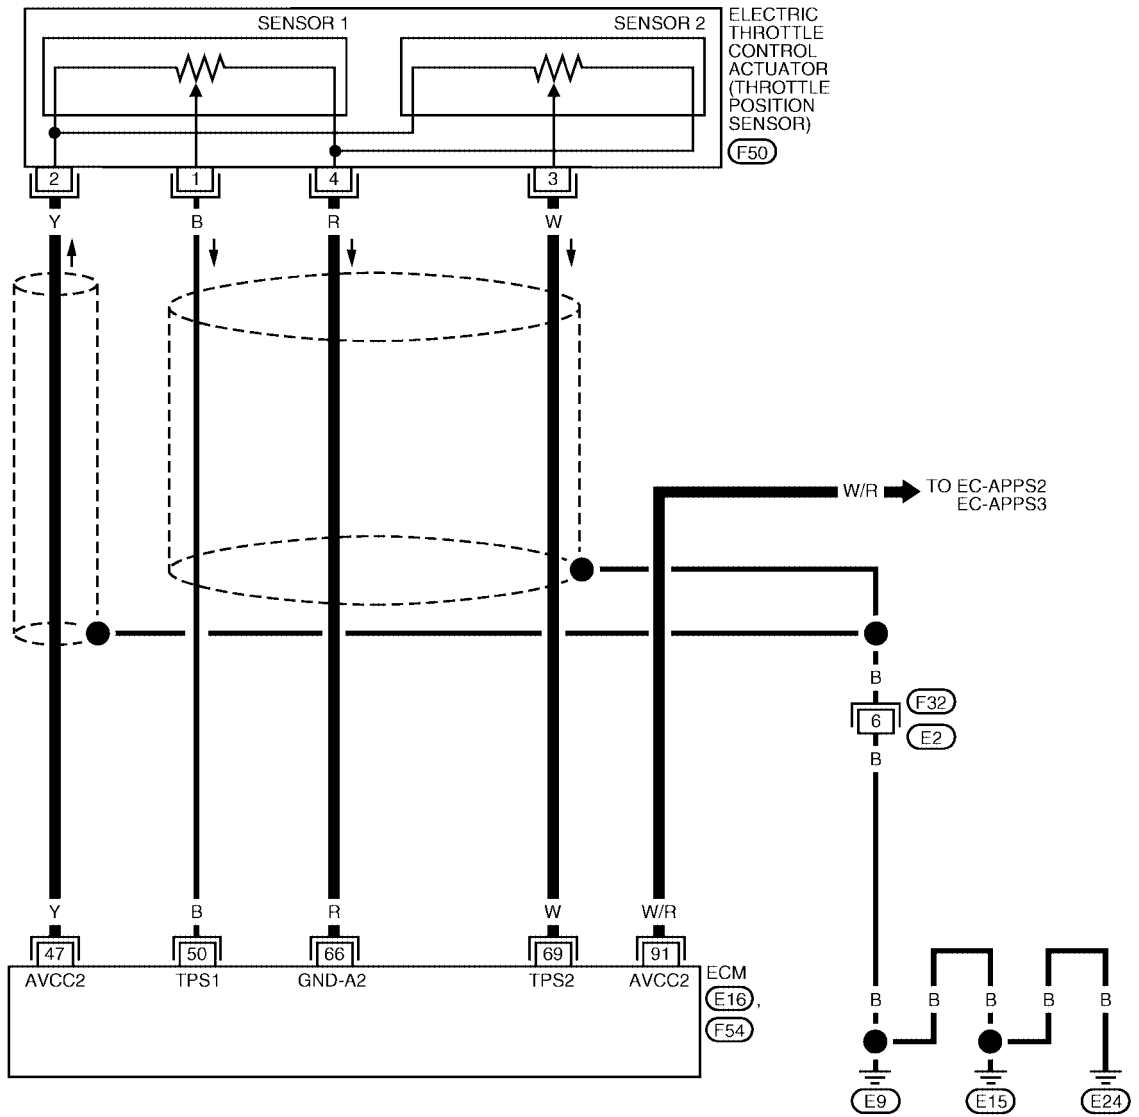 SENSOR 1
SENSOR 2
ELECTRIC
THROTTLE
CONTROL
ACTUATOR
(THROTTLE
POSITION
SENSOR)
F50
2
1
4
3
Y
B
R
W
W/R
TO EC-APPS2
EC-APPS3
B
F32
6
E2
B
Y
B
R
W
W/R
47
50
66
69
91
AVCC2
TPS1
GND-A2
TPS2
AVCC2
ECM
E16 ,
F54
B
B
B
B
B
E9
E15
E24